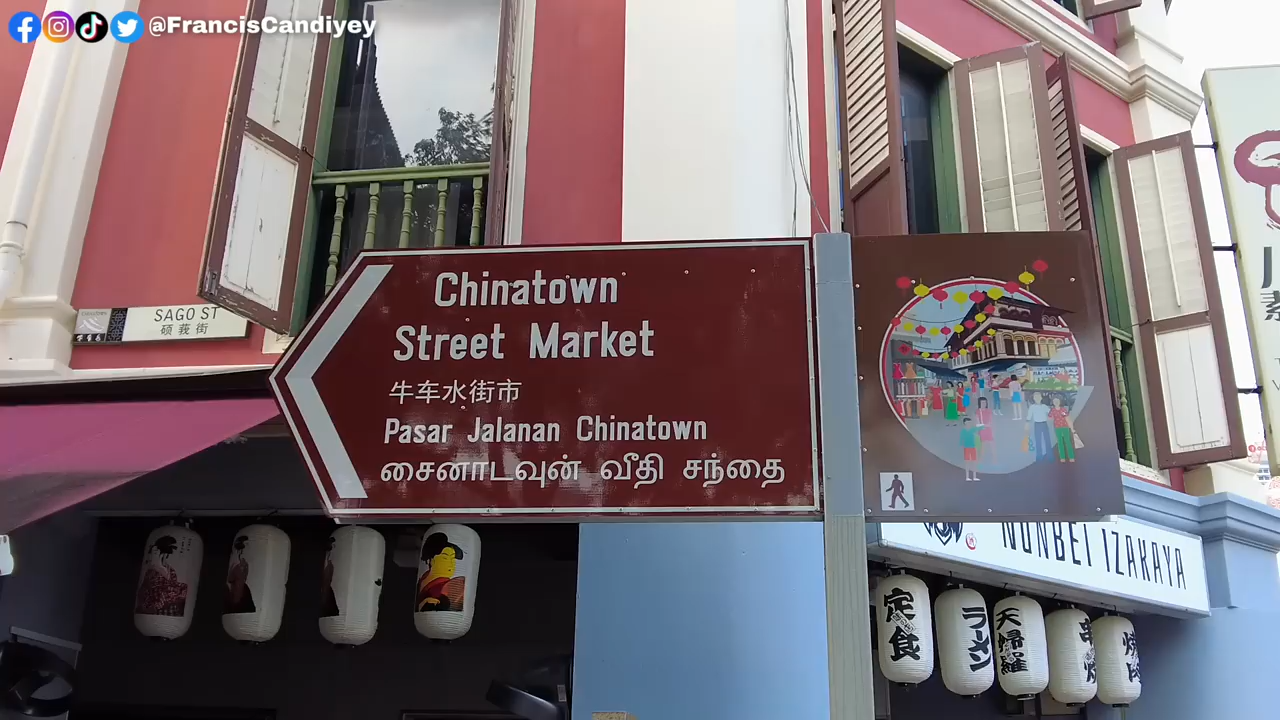 @FrancisCandiyey
SAGO ST
硕莪街
Chinatown
Street Market
牛车水街市
Pasar Jalanan Chinatown
சைனாடவுன் வீதி சந்தை
NUNBEI IZAKAYA
定食
ラーメン
天婦羅